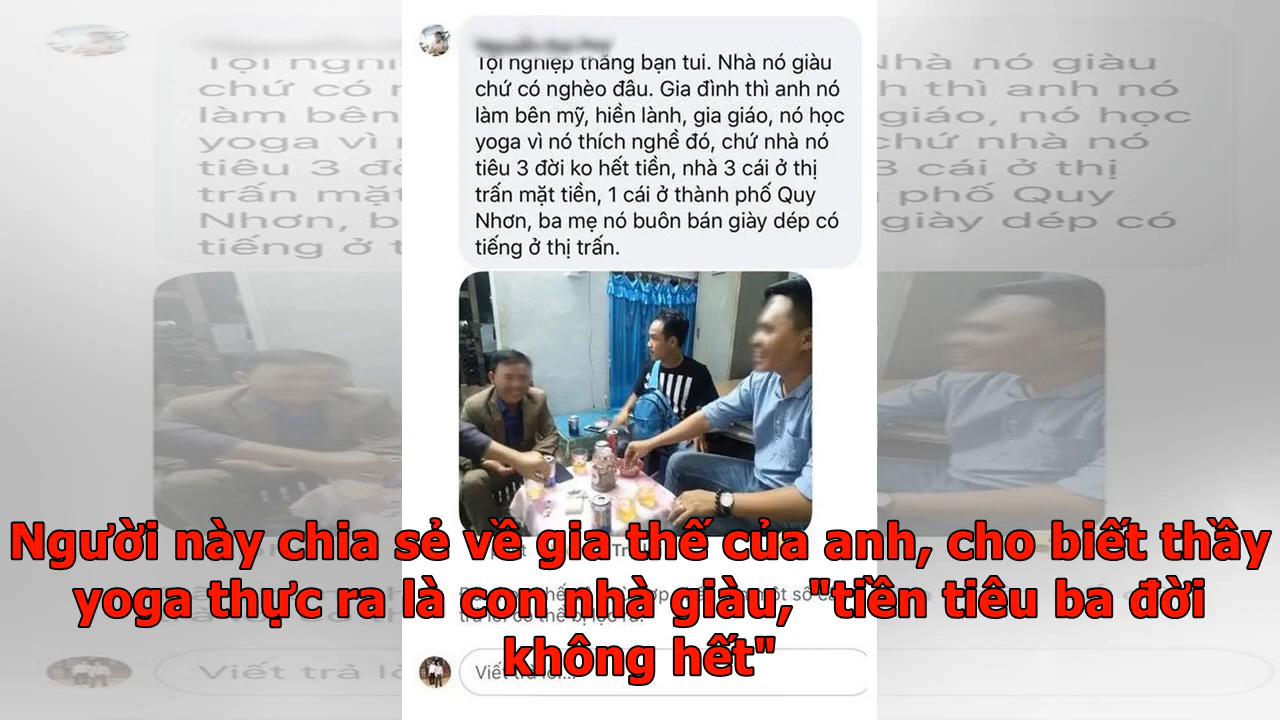 Tội nghiệp thằng bạn tui. Nhà nó giàu
chứ có nghèo đâu. Gia đình thì anh nó
làm bên mỹ, hiền lành, gia giáo, nó học
yoga vì nó thích nghề đó, chứ nhà nó
tiêu 3 đời ko hết tiền, nhà 3 cái ở thị
trấn mặt tiền, 1 cái ở thành phố Quy
Nhơn, ba mẹ nó buôn bán giày dép có
tiếng ở thị trấn.
Người này chia sẻ về gia thế của anh, cho biết thầy
yoga thực ra là con nhà giàu, "tiền tiêu ba đời
không hết"
Viết trả lời...